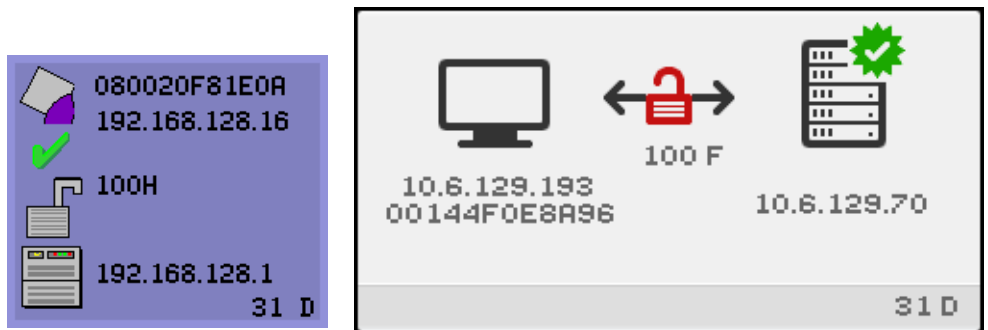 080020F81E0A
192.168.128.16
100H
192.168.128.1
31 D
100 F
10.6.129.193
00144F0E8A96
10.6.129.70
31 D